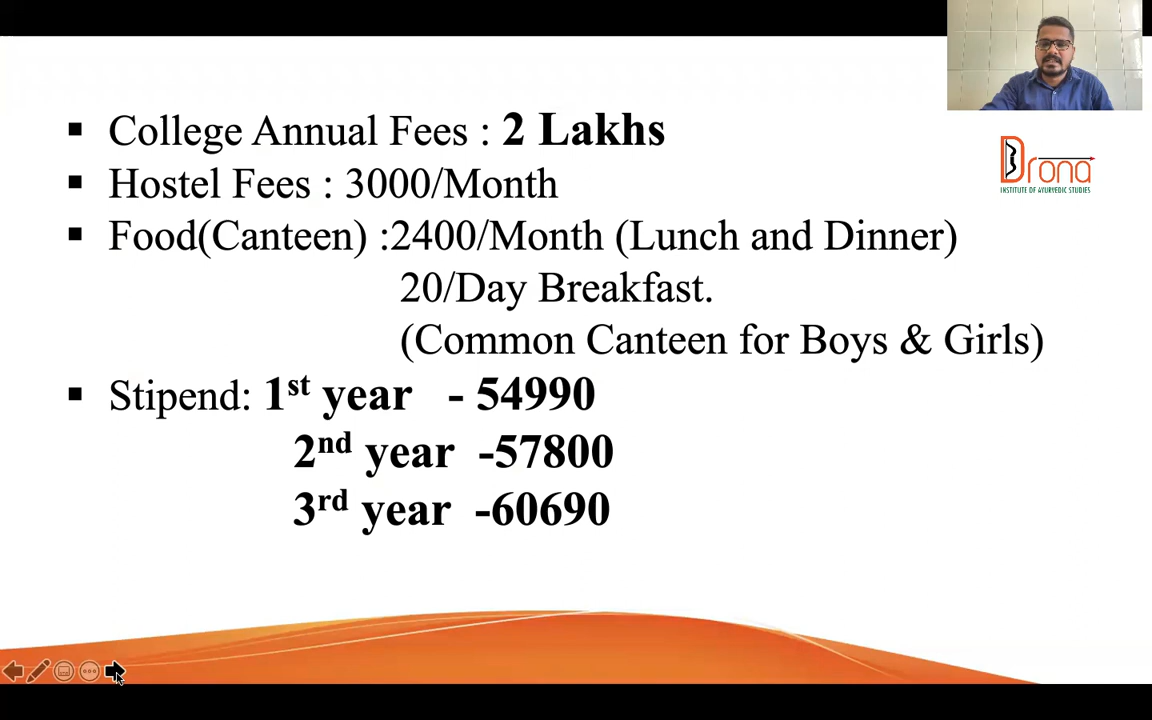 ▪ College Annual Fees : 2 Lakhs
▪ Hostel Fees : 3000/Month
▪ Food(Canteen) :2400/Month (Lunch and Dinner)
20/Day Breakfast.
(Common Canteen for Boys & Girls)
▪ Stipend: 1st year - 54990
2nd year -57800
3rd year -60690
Drona
INSTITUTE OF AYURVEDIC STUDIES